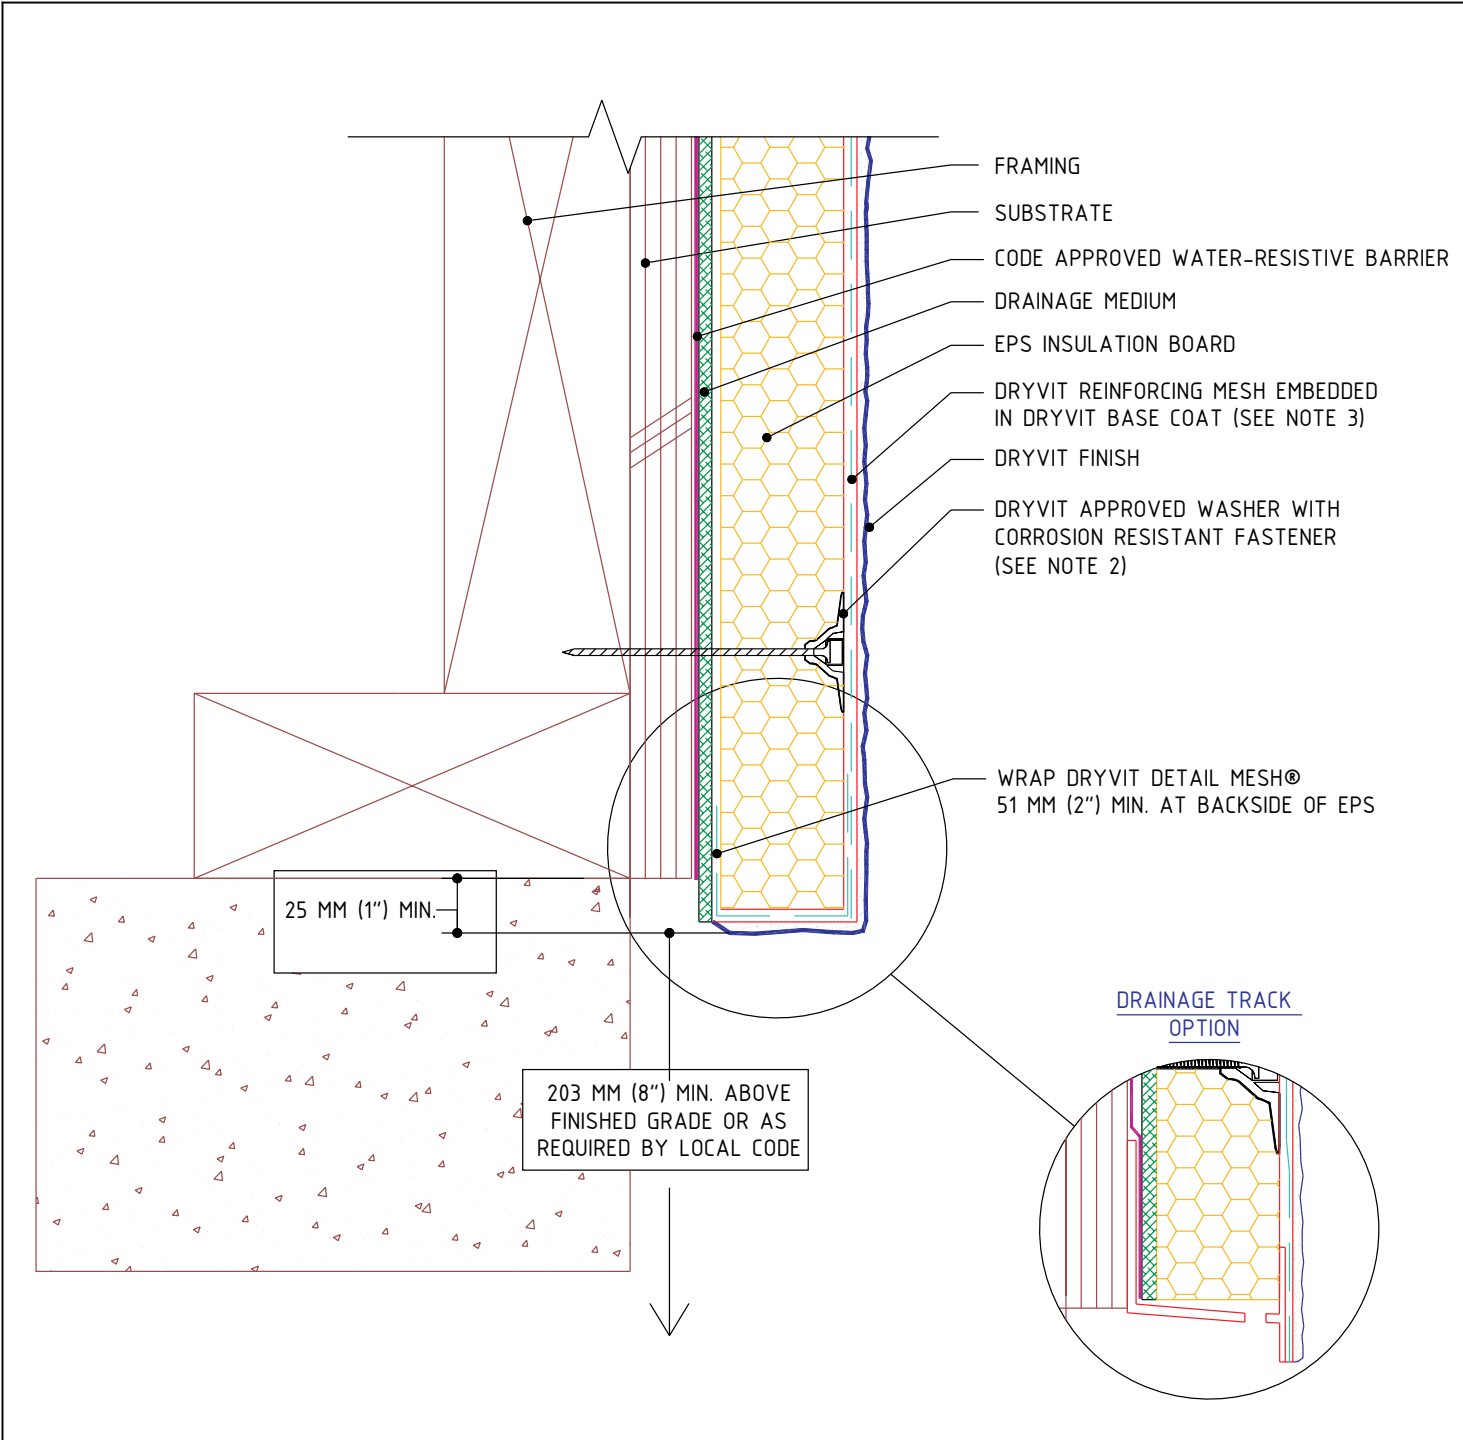 FRAMING
SUBSTRATE
CODE APPROVED WATER-RESISTIVE BARRIER
DRAINAGE MEDIUM
EPS INSULATION BOARD
DRYVIT REINFORCING MESH EMBEDDED
IN DRYVIT BASE COAT (SEE NOTE 3)
DRYVIT FINISH
DRYVIT APPROVED WASHER WITH
CORROSION RESISTANT FASTENER
(SEE NOTE 2)
WRAP DRYVIT DETAIL MESH®
51 MM (2") MIN. AT BACKSIDE OF EPS
25 MM (1") MIN.
DRAINAGE TRACK
OPTION
203 MM (8") MIN. ABOVE
FINISHED GRADE OR AS
REQUIRED BY LOCAL CODE